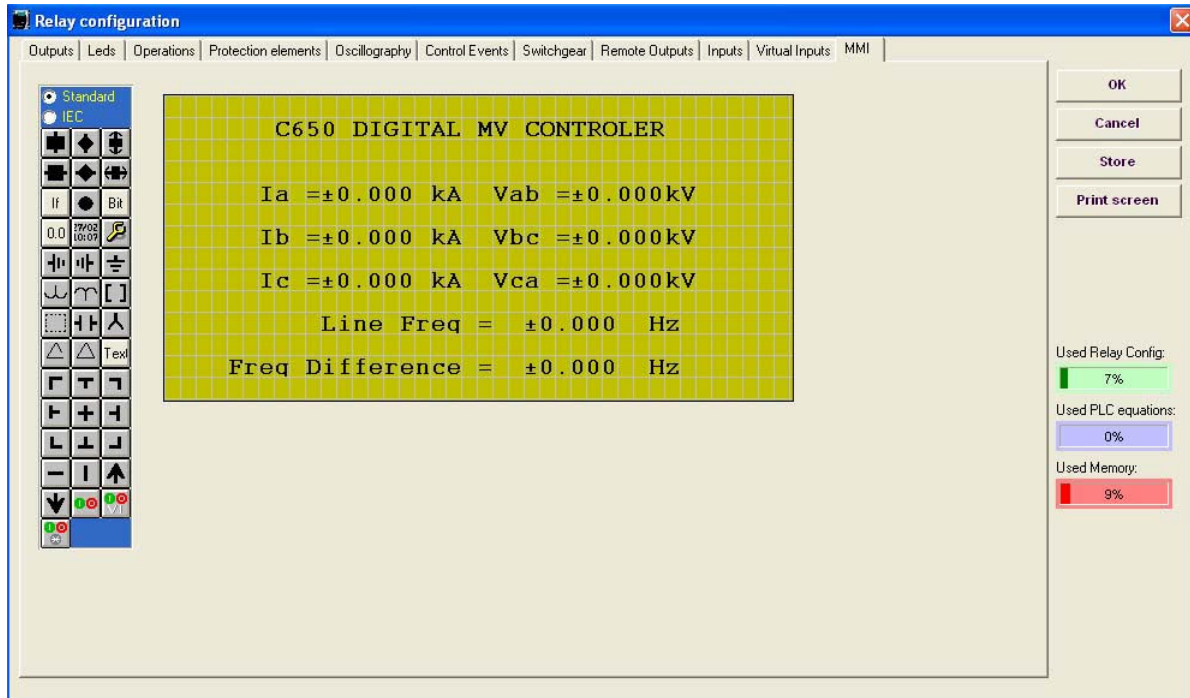 Relay configuration
Outputs Leds Operations Protection elements Oscillography Control Events Switchgear Remote Outputs Inputs Virtual Inputs MMI
Standard
IEC
If Bit
0.0 27/02 10:07
[ ]
Text
C650 DIGITAL MV CONTROLER
Ia =±0.000 kA Vab =±0.000kV
Ib =±0.000 kA Vbc =±0.000kV
Ic =±0.000 kA Vca =±0.000kV
Line Freq = ±0.000 Hz
Freq Difference = ±0.000 Hz
OK
Cancel
Store
Print screen
Used Relay Config:
7%
Used PLC equations:
0%
Used Memory:
9%